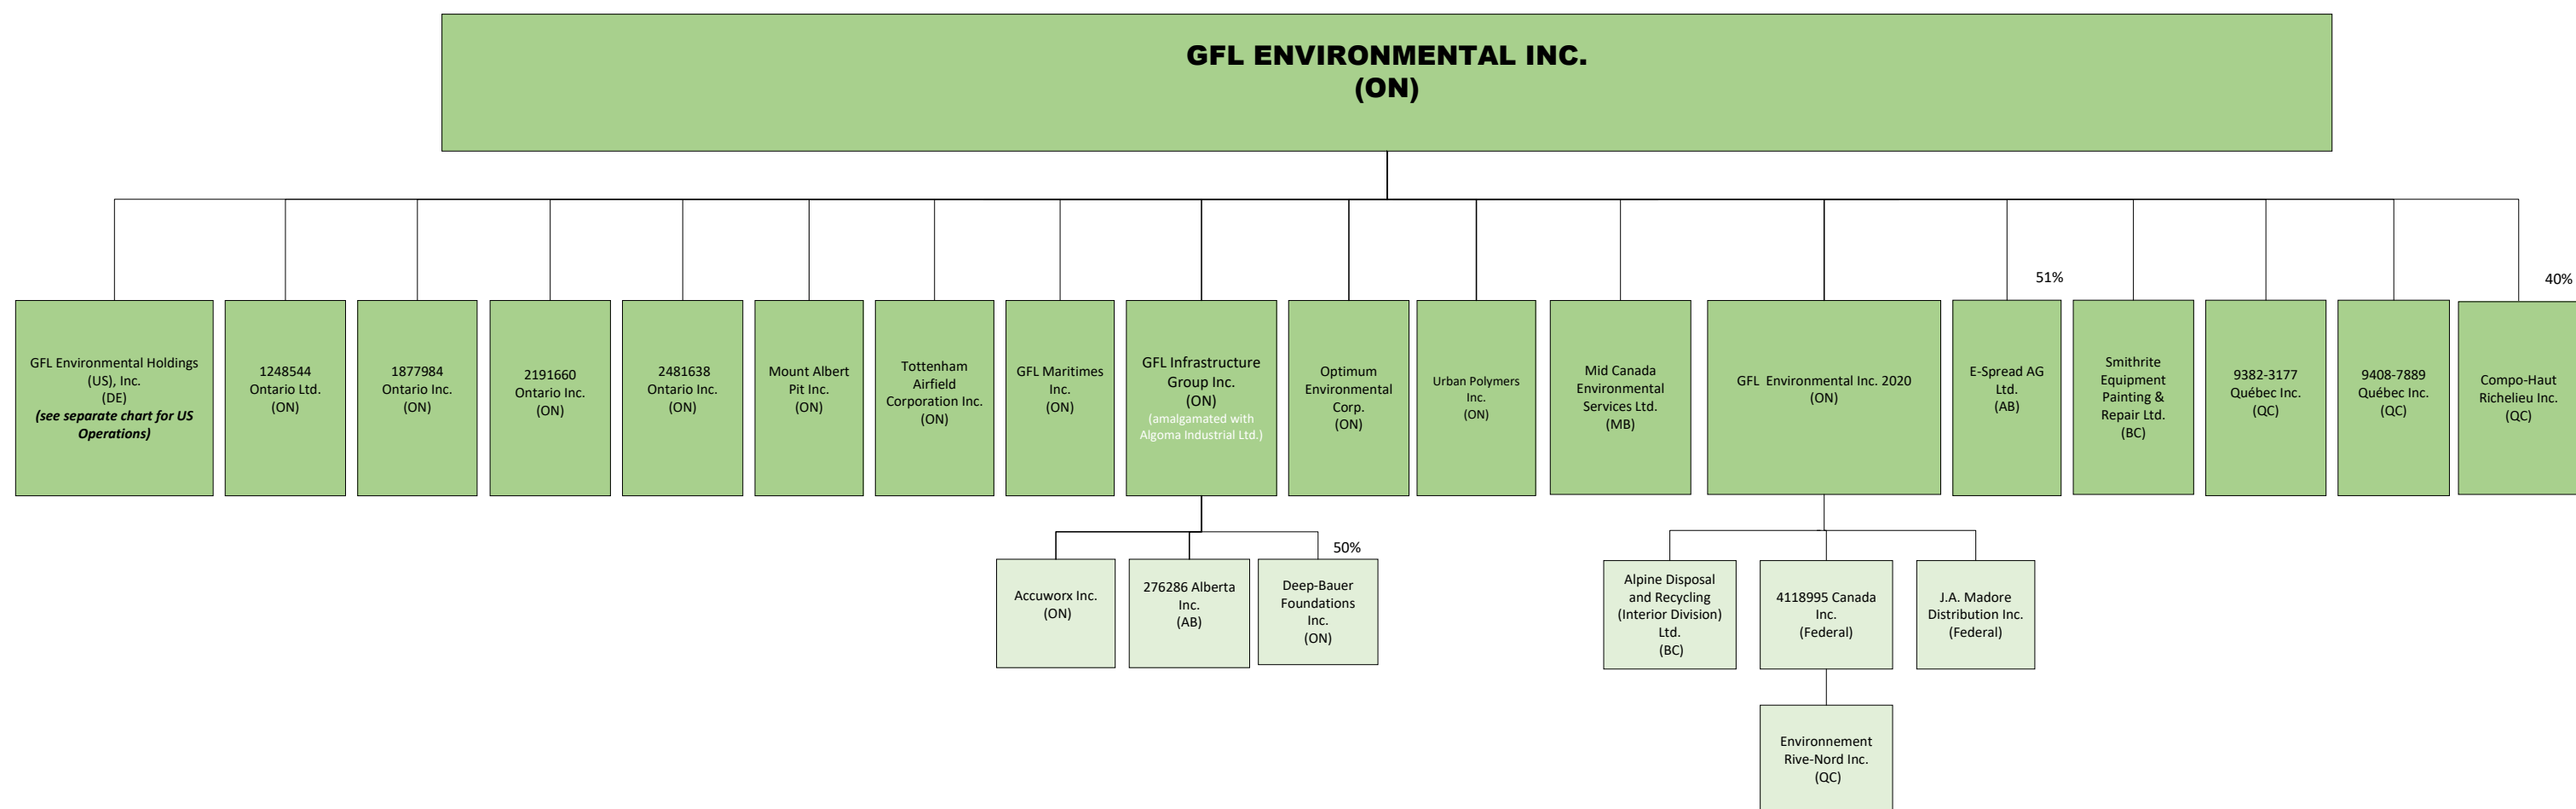 GFL ENVIRONMENTAL INC.
(ON)
51%
40%
GFL Environmental Holdings
(US), Inc.
(DE)
(see separate chart for US
Operations)
1248544
Ontario Ltd.
(ON)
1877984
Ontario Inc.
(ON)
2191660
Ontario Inc.
(ON)
2481638
Ontario Inc.
(ON)
Mount Albert
Pit Inc.
(ON)
Tottenham
Airfield
Corporation Inc.
(ON)
GFL Maritimes
Inc.
(ON)
GFL Infrastructure
Group Inc.
(ON)
(amalgamated with
Algoma Industrial Ltd.)
Optimum
Environmental
Corp.
(ON)
Urban Polymers
Inc.
(ON)
Mid Canada
Environmental
Services Ltd.
(MB)
GFL Environmental Inc. 2020
(ON)
E-Spread AG
Ltd.
(AB)
Smithrite
Equipment
Painting &
Repair Ltd.
(BC)
9382-3177
Québec Inc.
(QC)
9408-7889
Québec Inc.
(QC)
Compo-Haut
Richelieu Inc.
(QC)
50%
Accuworx Inc.
(ON)
276286 Alberta
Inc.
(AB)
Deep-Bauer
Foundations
Inc.
(ON)
Alpine Disposal
and Recycling
(Interior Division)
Ltd.
(BC)
4118995 Canada
Inc.
(Federal)
J.A. Madore
Distribution Inc.
(Federal)
Environnement
Rive-Nord Inc.
(QC)